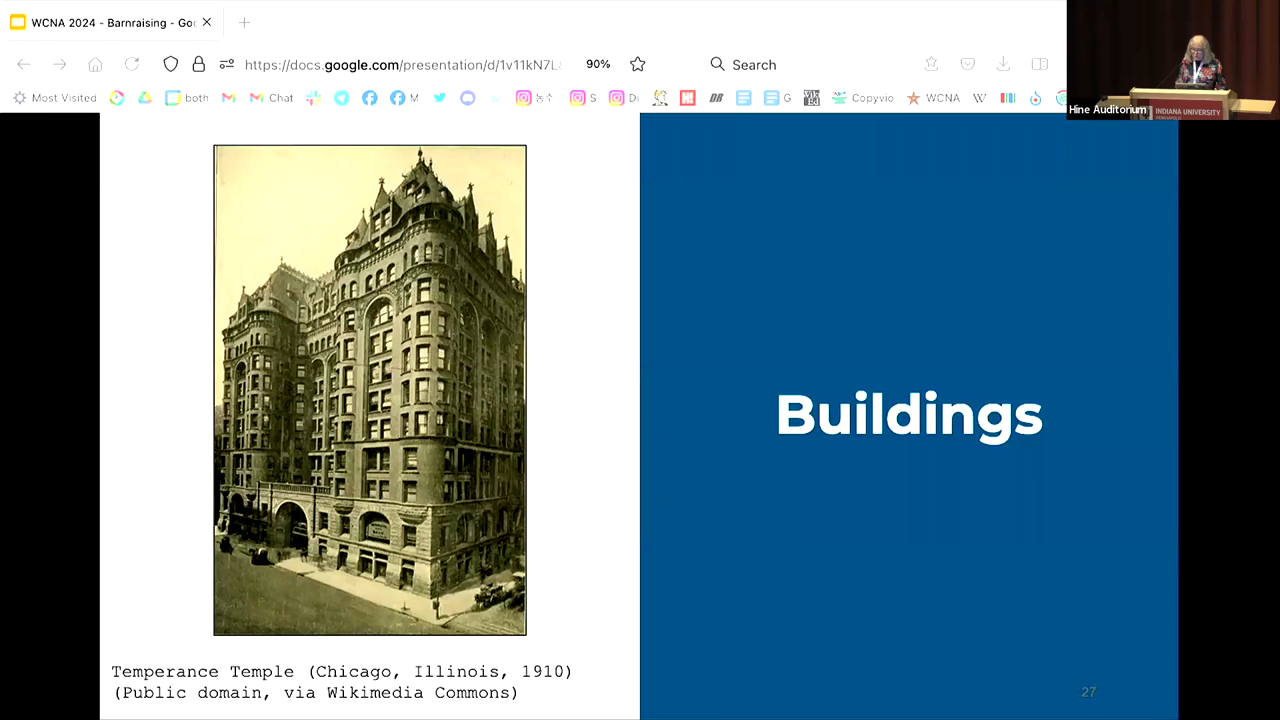 WCNA 2024 - Barnraising - Go
https://docs.google.com/presentation/d/1v11kN7L
90%
Search
Most Visited
both
Chat
M
S
G
Copyvio
WCNA
Hine Auditorium
INDIANA UNIVERSITY
Buildings
Temperance Temple (Chicago, Illinois, 1910)
(Public domain, via Wikimedia Commons)
27